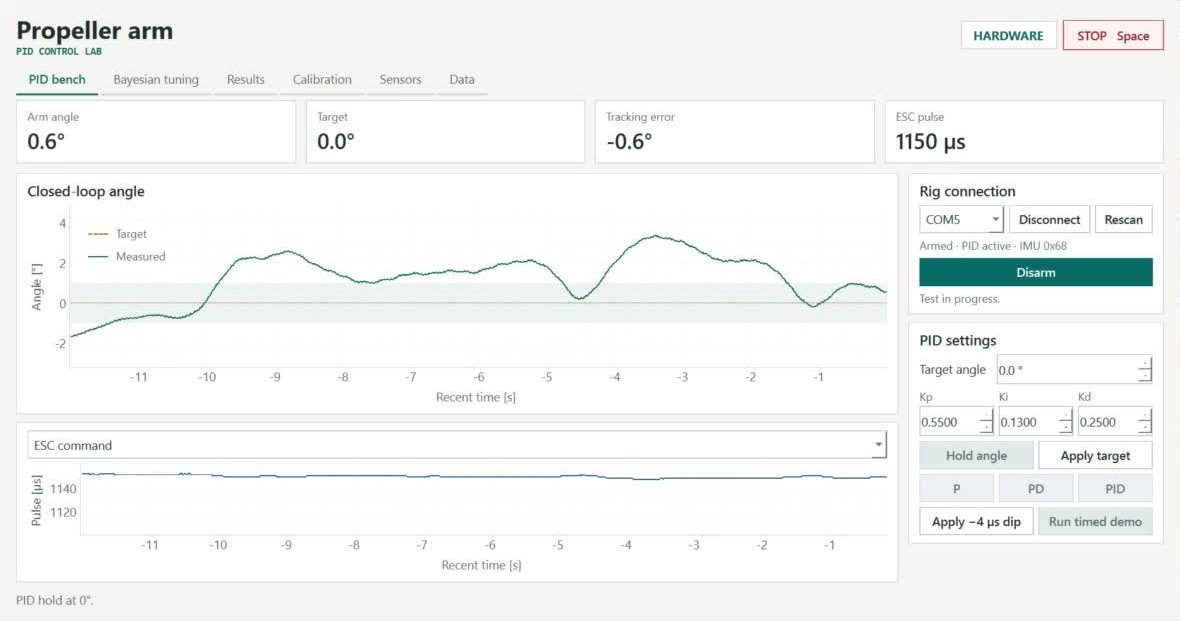 Propeller arm
PID CONTROL LAB
HARDWARE
STOP Space
PID bench Bayesian tuning Results Calibration Sensors Data
Arm angle
0.6°
Target
0.0°
Tracking error
-0.6°
ESC pulse
1150 µs
Closed-loop angle
Target
Measured
Angle [°]
4
2
0
-2
-11 -10 -9 -8 -7 -6 -5 -4 -3 -2 -1
Recent time [s]
ESC command
Pulse [µs]
1140
1120
-11 -10 -9 -8 -7 -6 -5 -4 -3 -2 -1
Recent time [s]
Rig connection
COM5 Disconnect Rescan
Armed · PID active · IMU 0x68
Disarm
Test in progress.
PID settings
Target angle 0.0 °
Kp Ki Kd
0.5500 0.1300 0.2500
Hold angle Apply target
P PD PID
Apply −4 µs dip Run timed demo
PID hold at 0°.